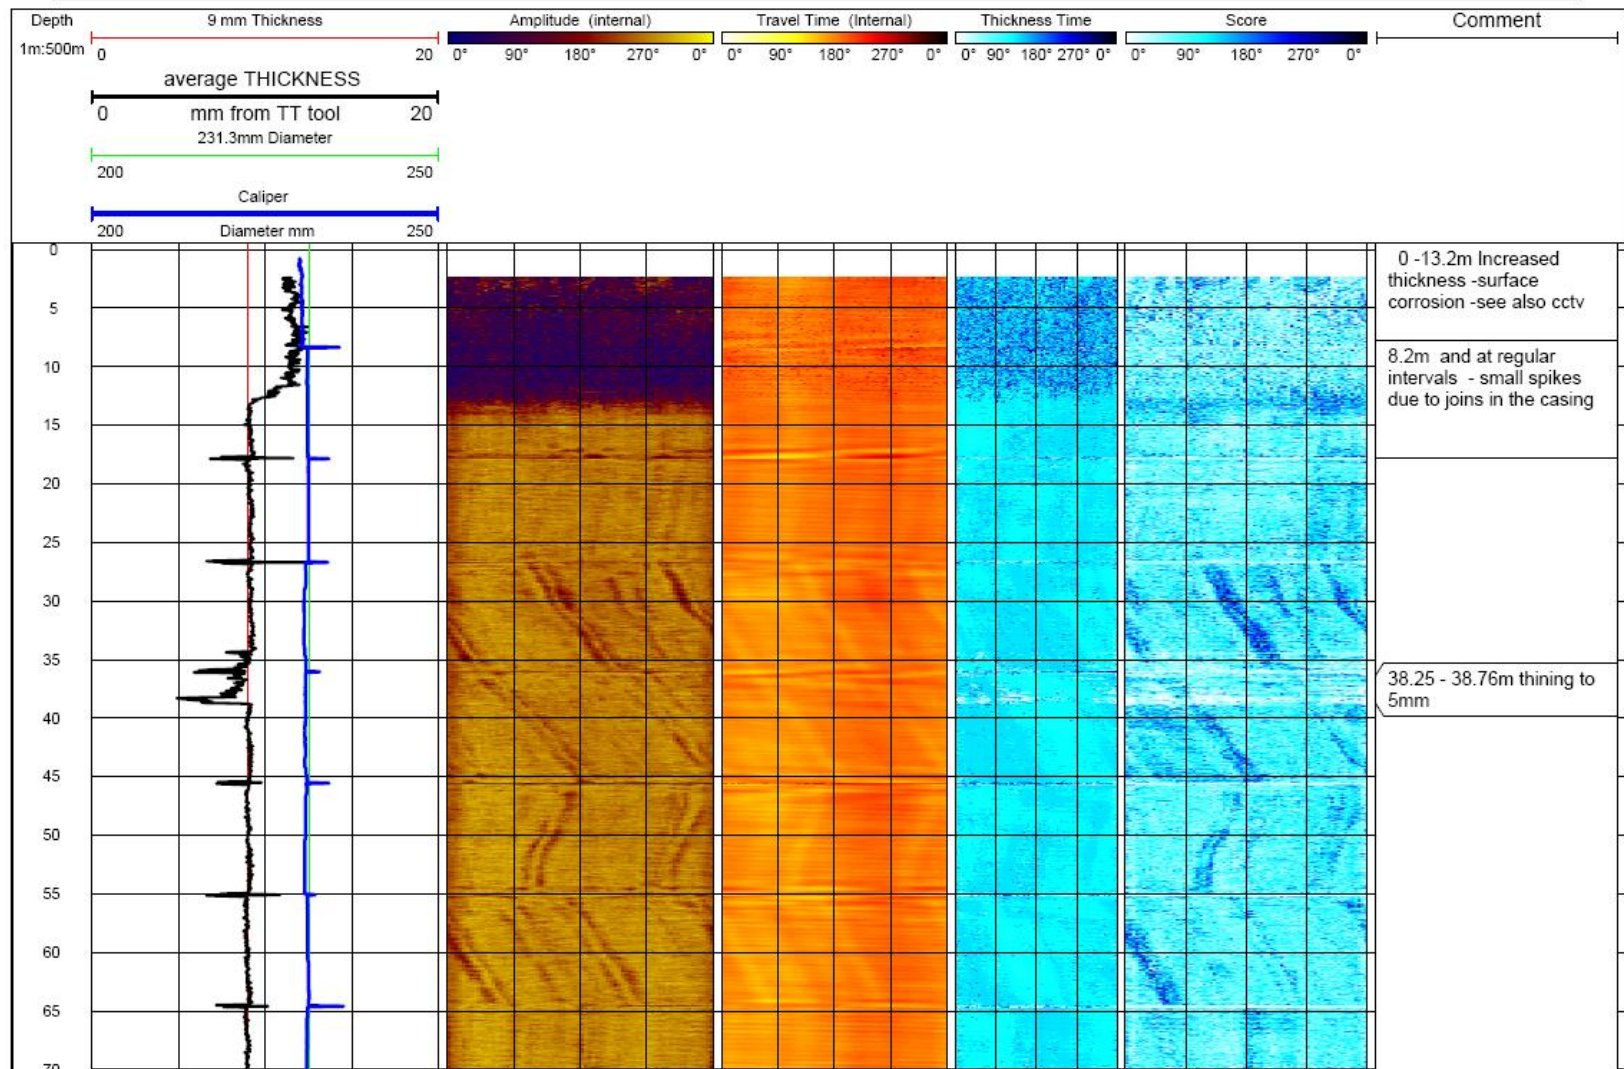 Depth
1m:500m
9 mm Thickness
0 20
average THICKNESS
0 mm from TT tool 20
231.3mm Diameter
200 250
Caliper
200 Diameter mm 250
Amplitude (internal)
0° 90° 180° 270° 0°
Travel Time (Internal)
0° 90° 180° 270° 0°
Thickness Time
0° 90° 180° 270° 0°
Score
0° 90° 180° 270° 0°
Comment
0
5
10
15
20
25
30
35
40
45
50
55
60
65
70
0 -13.2m Increased
thickness -surface
corrosion -see also cctv
8.2m and at regular
intervals - small spikes
due to joins in the casing
38.25 - 38.76m thining to
5mm